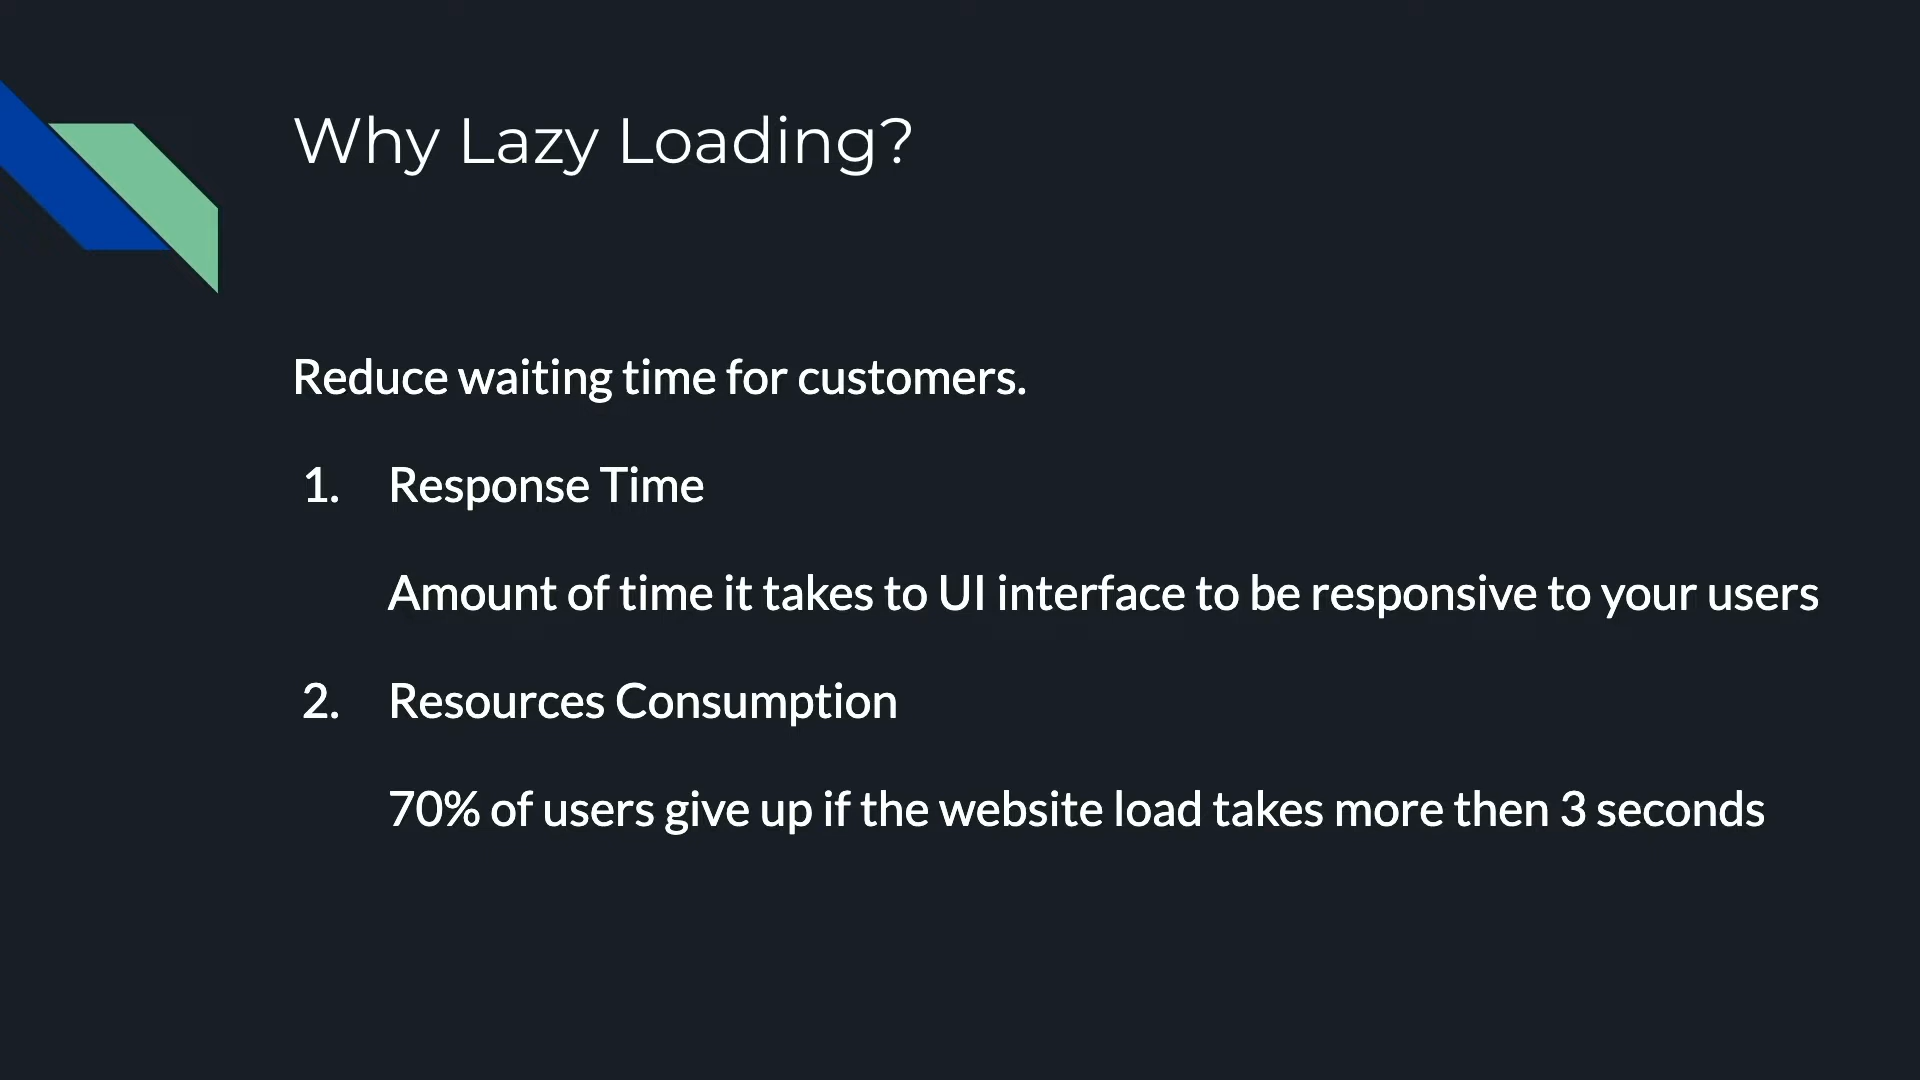 Why Lazy Loading?
Reduce waiting time for customers.
1. Response Time
Amount of time it takes to UI interface to be responsive to your users
2. Resources Consumption
70% of users give up if the website load takes more then 3 seconds